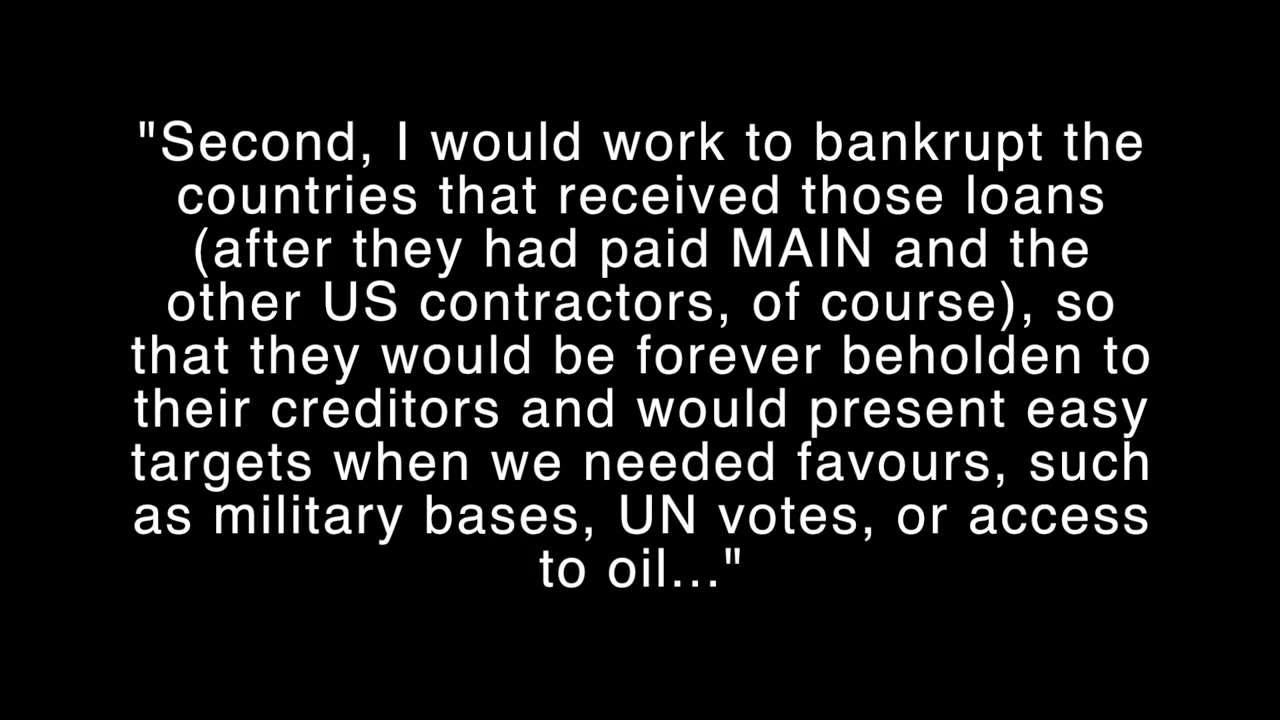 "Second, I would work to bankrupt the
countries that received those loans
(after they had paid MAIN and the
other US contractors, of course), so
that they would be forever beholden to
their creditors and would present easy
targets when we needed favours, such
as military bases, UN votes, or access
to oil..."